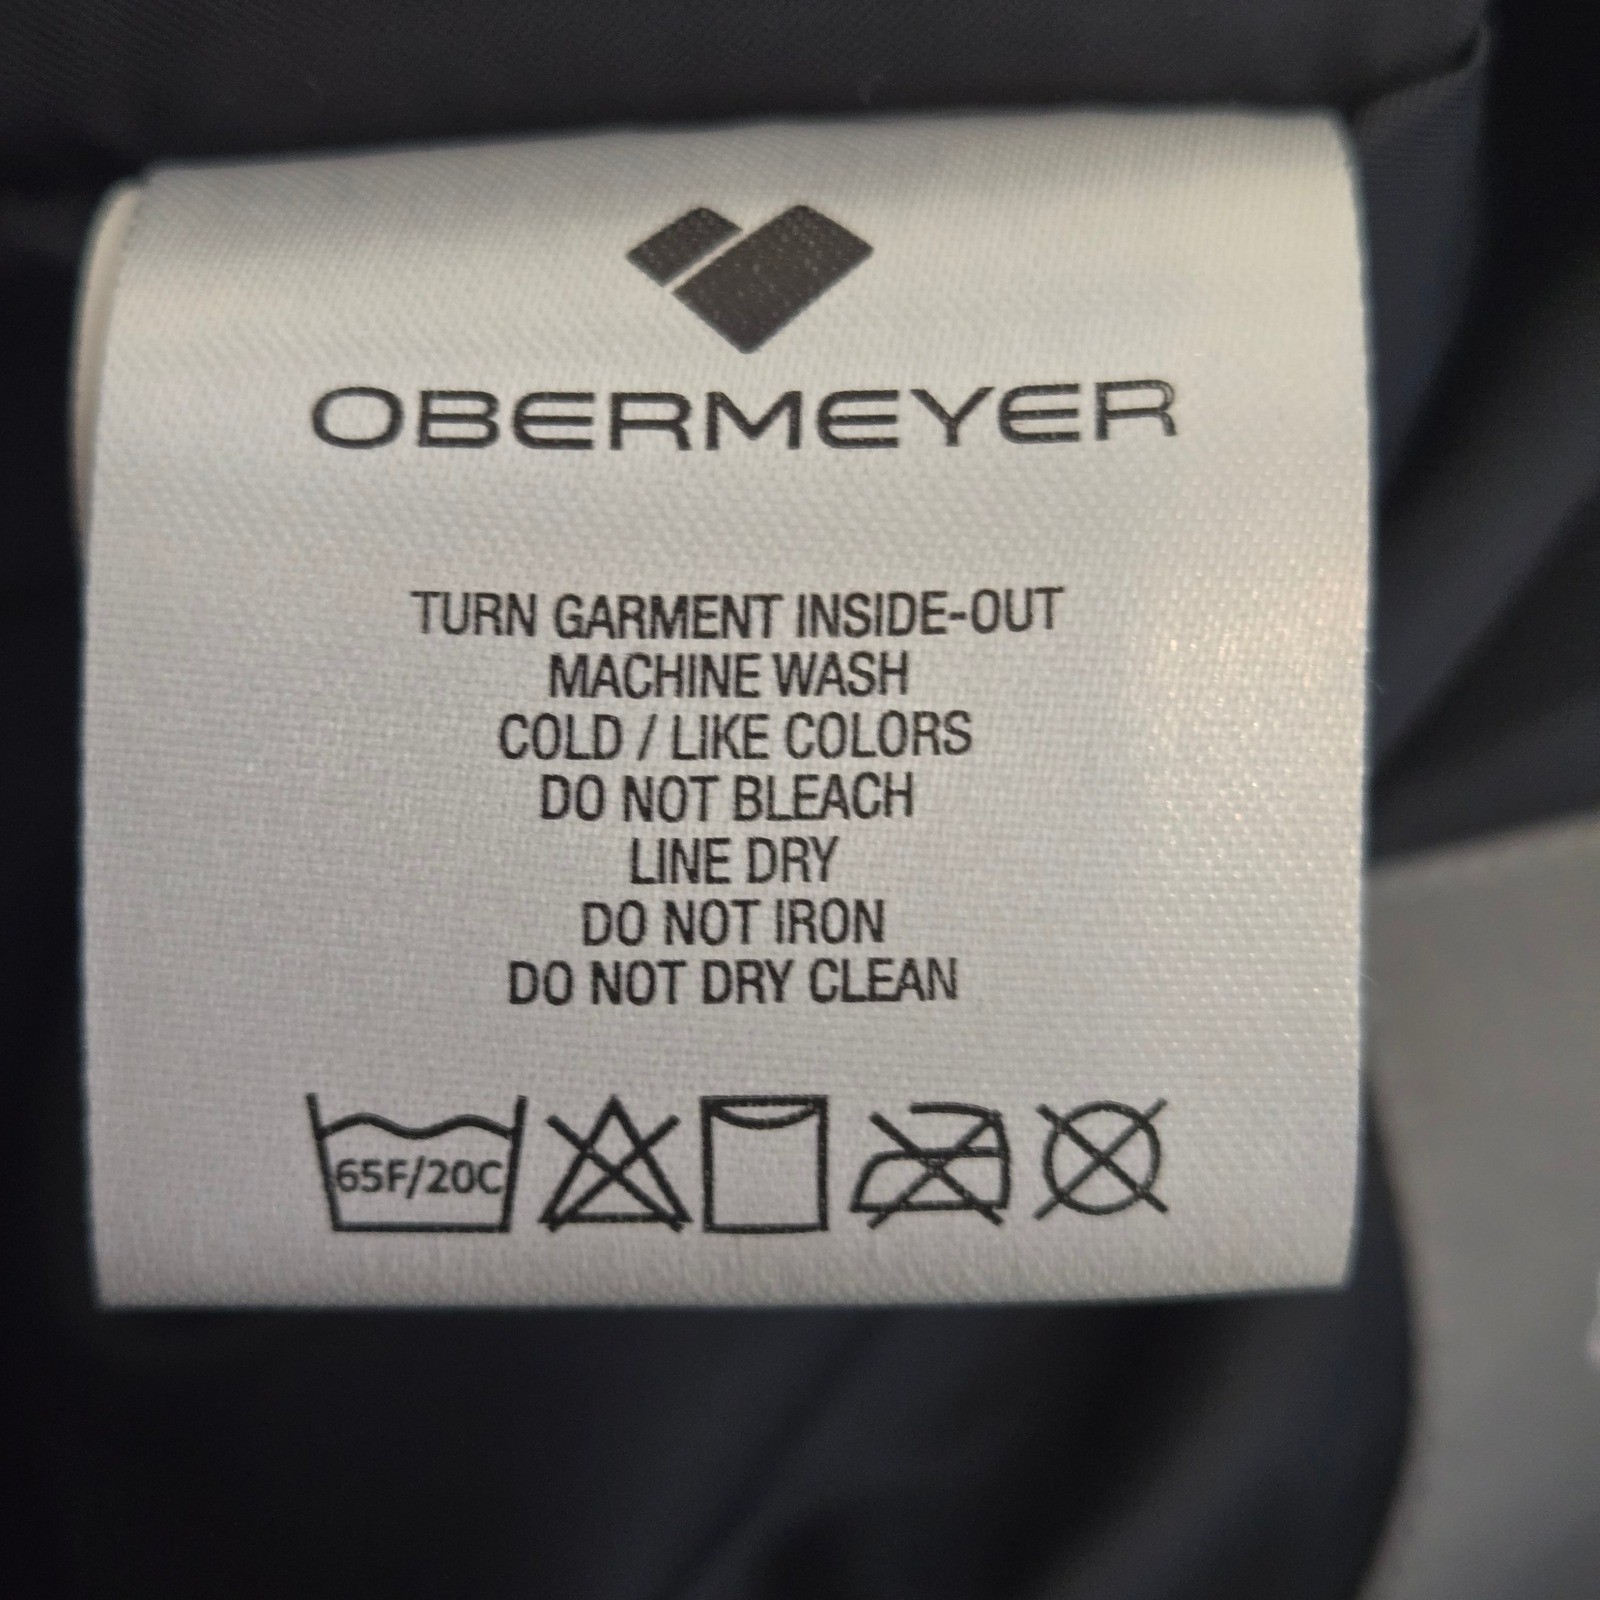 OBERMEYER
TURN GARMENT INSIDE-OUT
MACHINE WASH
COLD / LIKE COLORS
DO NOT BLEACH
LINE DRY
DO NOT IRON
DO NOT DRY CLEAN
65F/20C